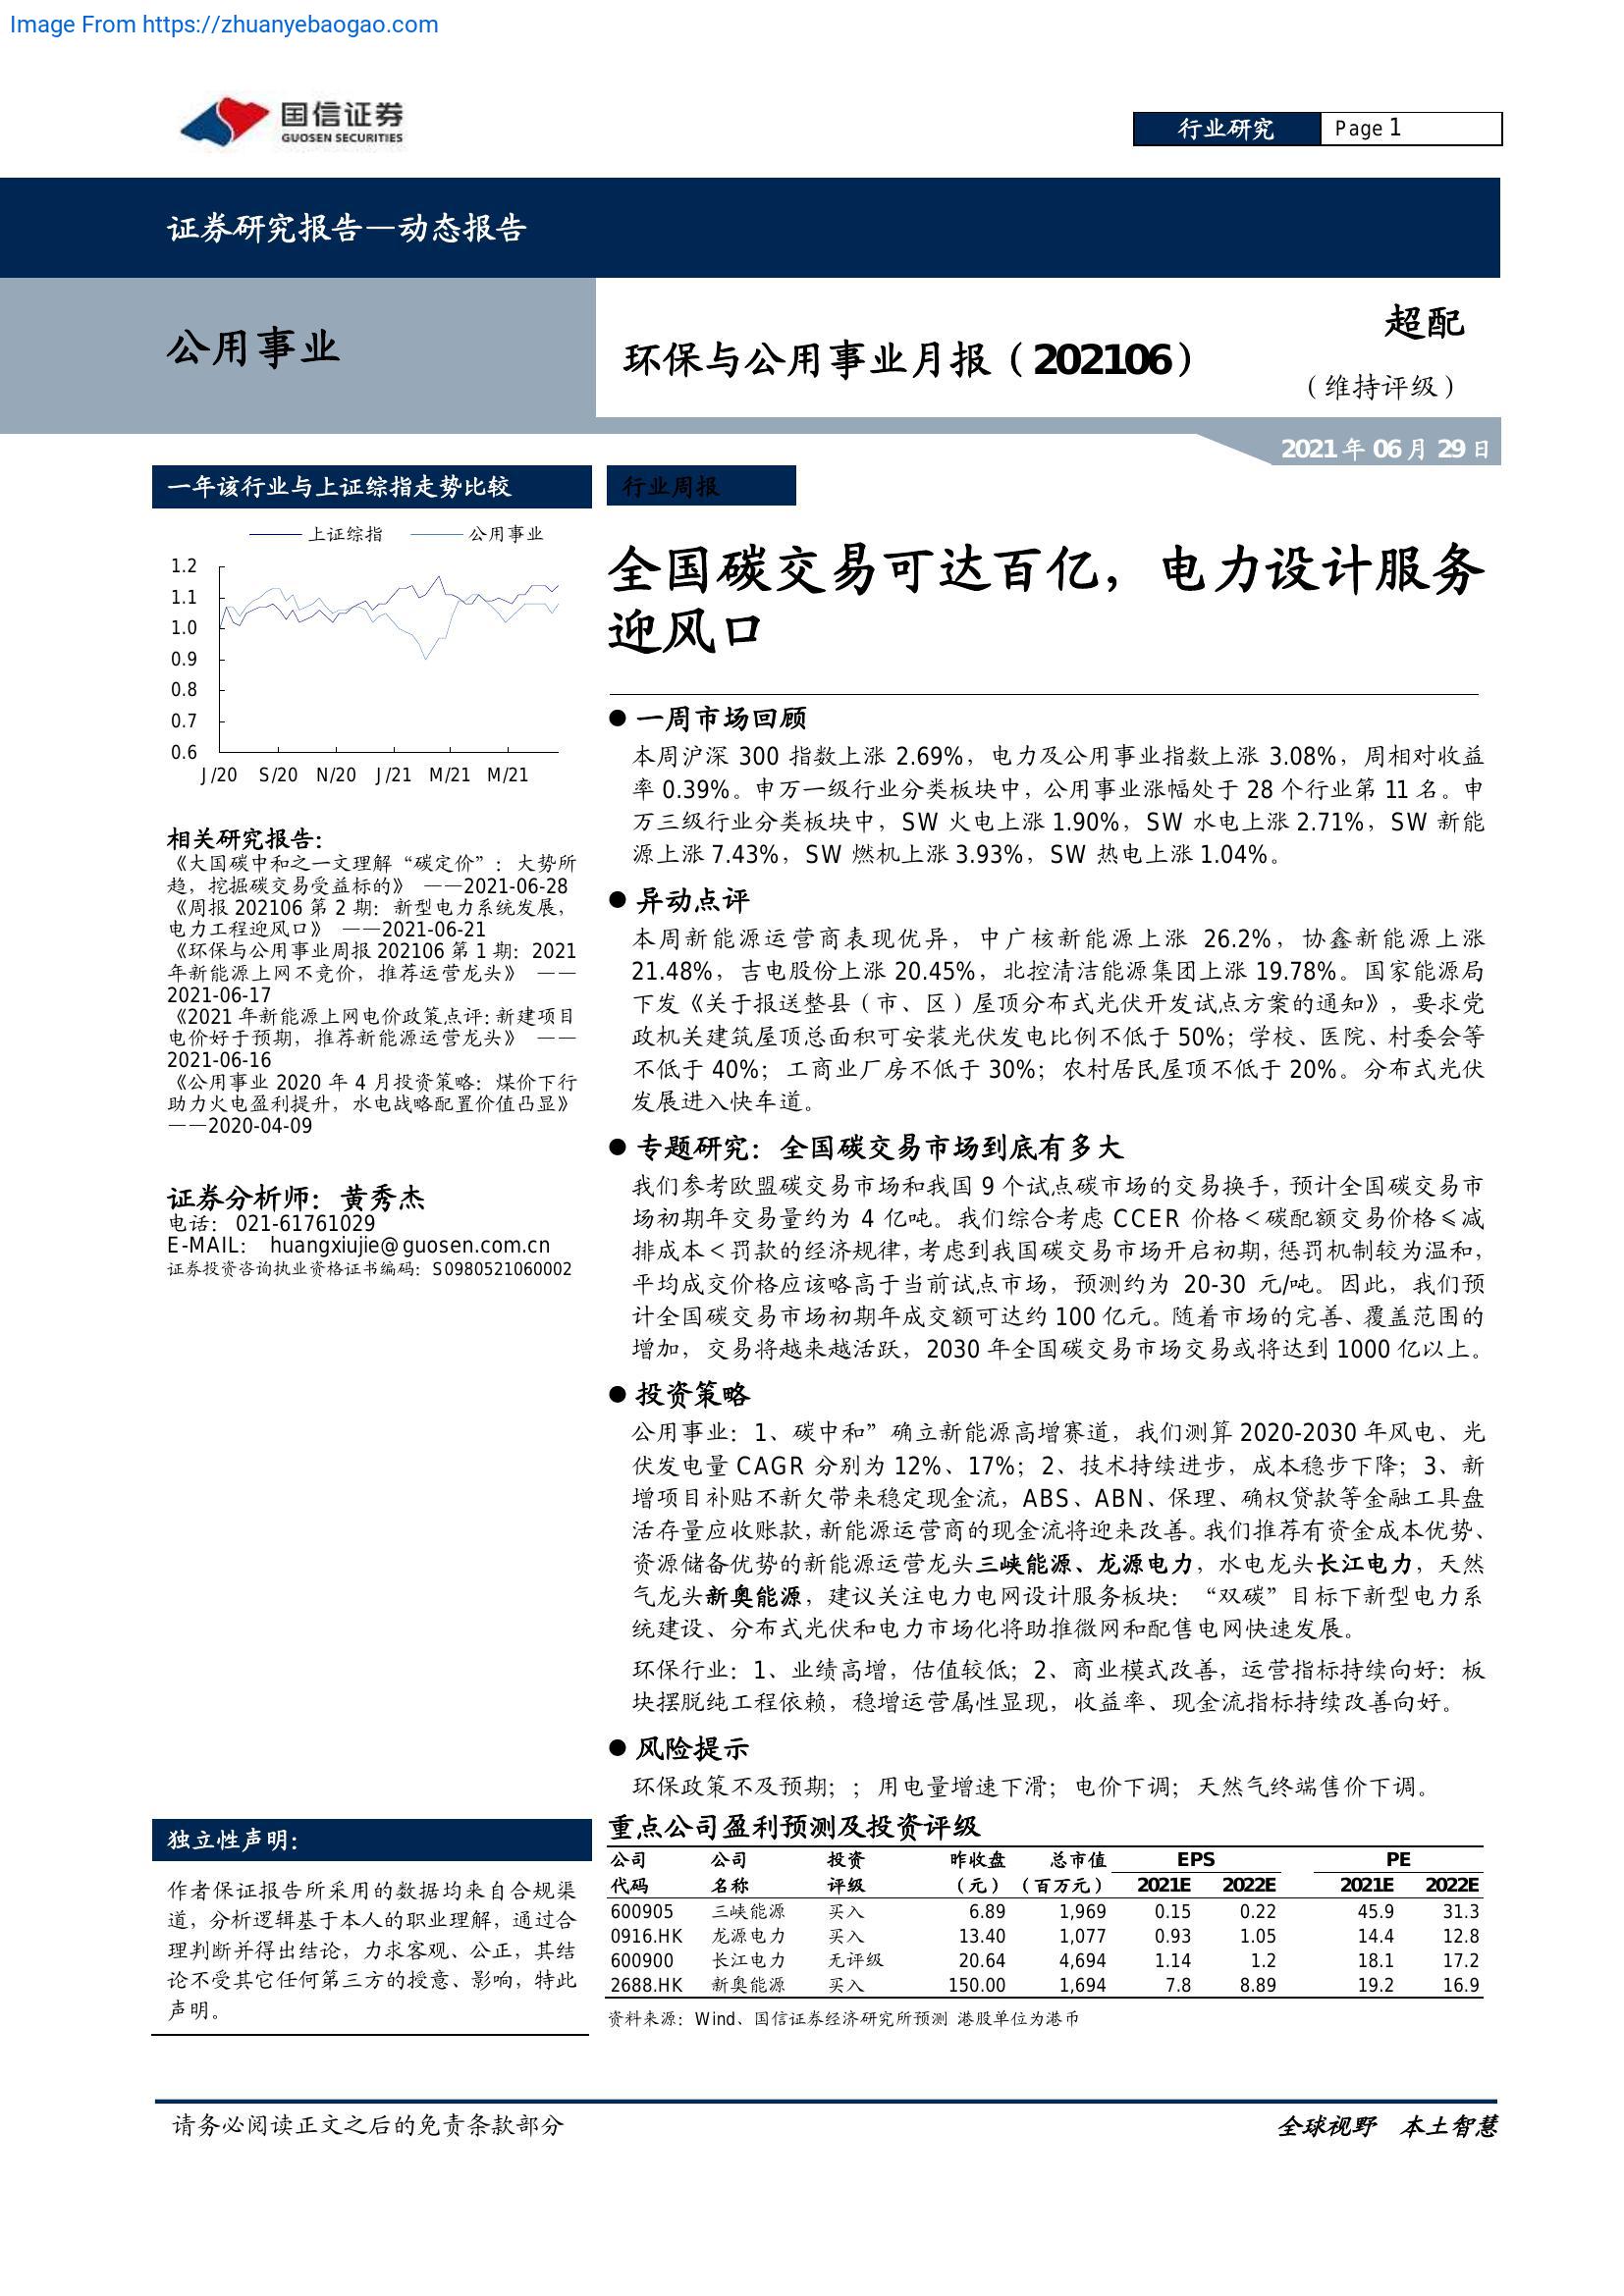 Image From https://zhuanyebaogao.com
国信证券
GUOSEN SECURITIES
行业研究
Page 1
证券研究报告—动态报告
公用事业
环保与公用事业月报（202106）
超配
（维持评级）
2021 年 06 月 29 日
一年该行业与上证综指走势比较
上证综指 公用事业
1.2
1.1
1.0
0.9
0.8
0.7
0.6
J/20 S/20 N/20 J/21 M/21 M/21
相关研究报告：
《大国碳中和之一文理解“碳定价”：大势所
趋，挖掘碳交易受益标的》 ——2021-06-28
《周报 202106 第 2 期：新型电力系统发展，
电力工程迎风口》 ——2021-06-21
《环保与公用事业周报 202106 第 1 期：2021
年新能源上网不竞价，推荐运营龙头》 ——
2021-06-17
《2021 年新能源上网电价政策点评：新建项目
电价好于预期，推荐新能源运营龙头》 ——
2021-06-16
《公用事业 2020 年 4 月投资策略：煤价下行
助力火电盈利提升，水电战略配置价值凸显》
——2020-04-09
证券分析师：黄秀杰
电话： 021-61761029
E-MAIL： huangxiujie@guosen.com.cn
证券投资咨询执业资格证书编码：S0980521060002
独立性声明：
作者保证报告所采用的数据均来自合规渠
道，分析逻辑基于本人的职业理解，通过合
理判断并得出结论，力求客观、公正，其结
论不受其它任何第三方的授意、影响，特此
声明。
行业周报
全国碳交易可达百亿，电力设计服务
迎风口
● 一周市场回顾
本周沪深 300 指数上涨 2.69%，电力及公用事业指数上涨 3.08%，周相对收益
率 0.39%。申万一级行业分类板块中，公用事业涨幅处于 28 个行业第 11 名。申
万三级行业分类板块中，SW 火电上涨 1.90%，SW 水电上涨 2.71%，SW 新能
源上涨 7.43%，SW 燃机上涨 3.93%，SW 热电上涨 1.04%。
● 异动点评
本周新能源运营商表现优异，中广核新能源上涨 26.2%，协鑫新能源上涨
21.48%，吉电股份上涨 20.45%，北控清洁能源集团上涨 19.78%。国家能源局
下发《关于报送整县（市、区）屋顶分布式光伏开发试点方案的通知》，要求党
政机关建筑屋顶总面积可安装光伏发电比例不低于 50%；学校、医院、村委会等
不低于 40%；工商业厂房不低于 30%；农村居民屋顶不低于 20%。分布式光伏
发展进入快车道。
● 专题研究：全国碳交易市场到底有多大
我们参考欧盟碳交易市场和我国 9 个试点碳市场的交易换手，预计全国碳交易市
场初期年交易量约为 4 亿吨。我们综合考虑 CCER 价格＜碳配额交易价格≤减
排成本＜罚款的经济规律，考虑到我国碳交易市场开启初期，惩罚机制较为温和，
平均成交价格应该略高于当前试点市场，预测约为 20-30 元/吨。因此，我们预
计全国碳交易市场初期年成交额可达约 100 亿元。随着市场的完善、覆盖范围的
增加，交易将越来越活跃，2030 年全国碳交易市场交易或将达到 1000 亿以上。
● 投资策略
公用事业：1、碳中和”确立新能源高增赛道，我们测算 2020-2030 年风电、光
伏发电量 CAGR 分别为 12%、17%；2、技术持续进步，成本稳步下降；3、新
增项目补贴不新欠带来稳定现金流，ABS、ABN、保理、确权贷款等金融工具盘
活存量应收账款，新能源运营商的现金流将迎来改善。我们推荐有资金成本优势、
资源储备优势的新能源运营龙头三峡能源、龙源电力，水电龙头长江电力，天然
气龙头新奥能源，建议关注电力电网设计服务板块：“双碳”目标下新型电力系
统建设、分布式光伏和电力市场化将助推微网和配售电网快速发展。
环保行业：1、业绩高增，估值较低；2、商业模式改善，运营指标持续向好：板
块摆脱纯工程依赖，稳增运营属性显现，收益率、现金流指标持续改善向好。
● 风险提示
环保政策不及预期；；用电量增速下滑；电价下调；天然气终端售价下调。
重点公司盈利预测及投资评级
公司 公司 投资 昨收盘 总市值 EPS PE
代码 名称 评级 （元） （百万元） 2021E 2022E 2021E 2022E
600905 三峡能源 买入 6.89 1,969 0.15 0.22 45.9 31.3
0916.HK 龙源电力 买入 13.40 1,077 0.93 1.05 14.4 12.8
600900 长江电力 无评级 20.64 4,694 1.14 1.2 18.1 17.2
2688.HK 新奥能源 买入 150.00 1,694 7.8 8.89 19.2 16.9
资料来源：Wind、国信证券经济研究所预测 港股单位为港币
请务必阅读正文之后的免责条款部分
全球视野 本土智慧